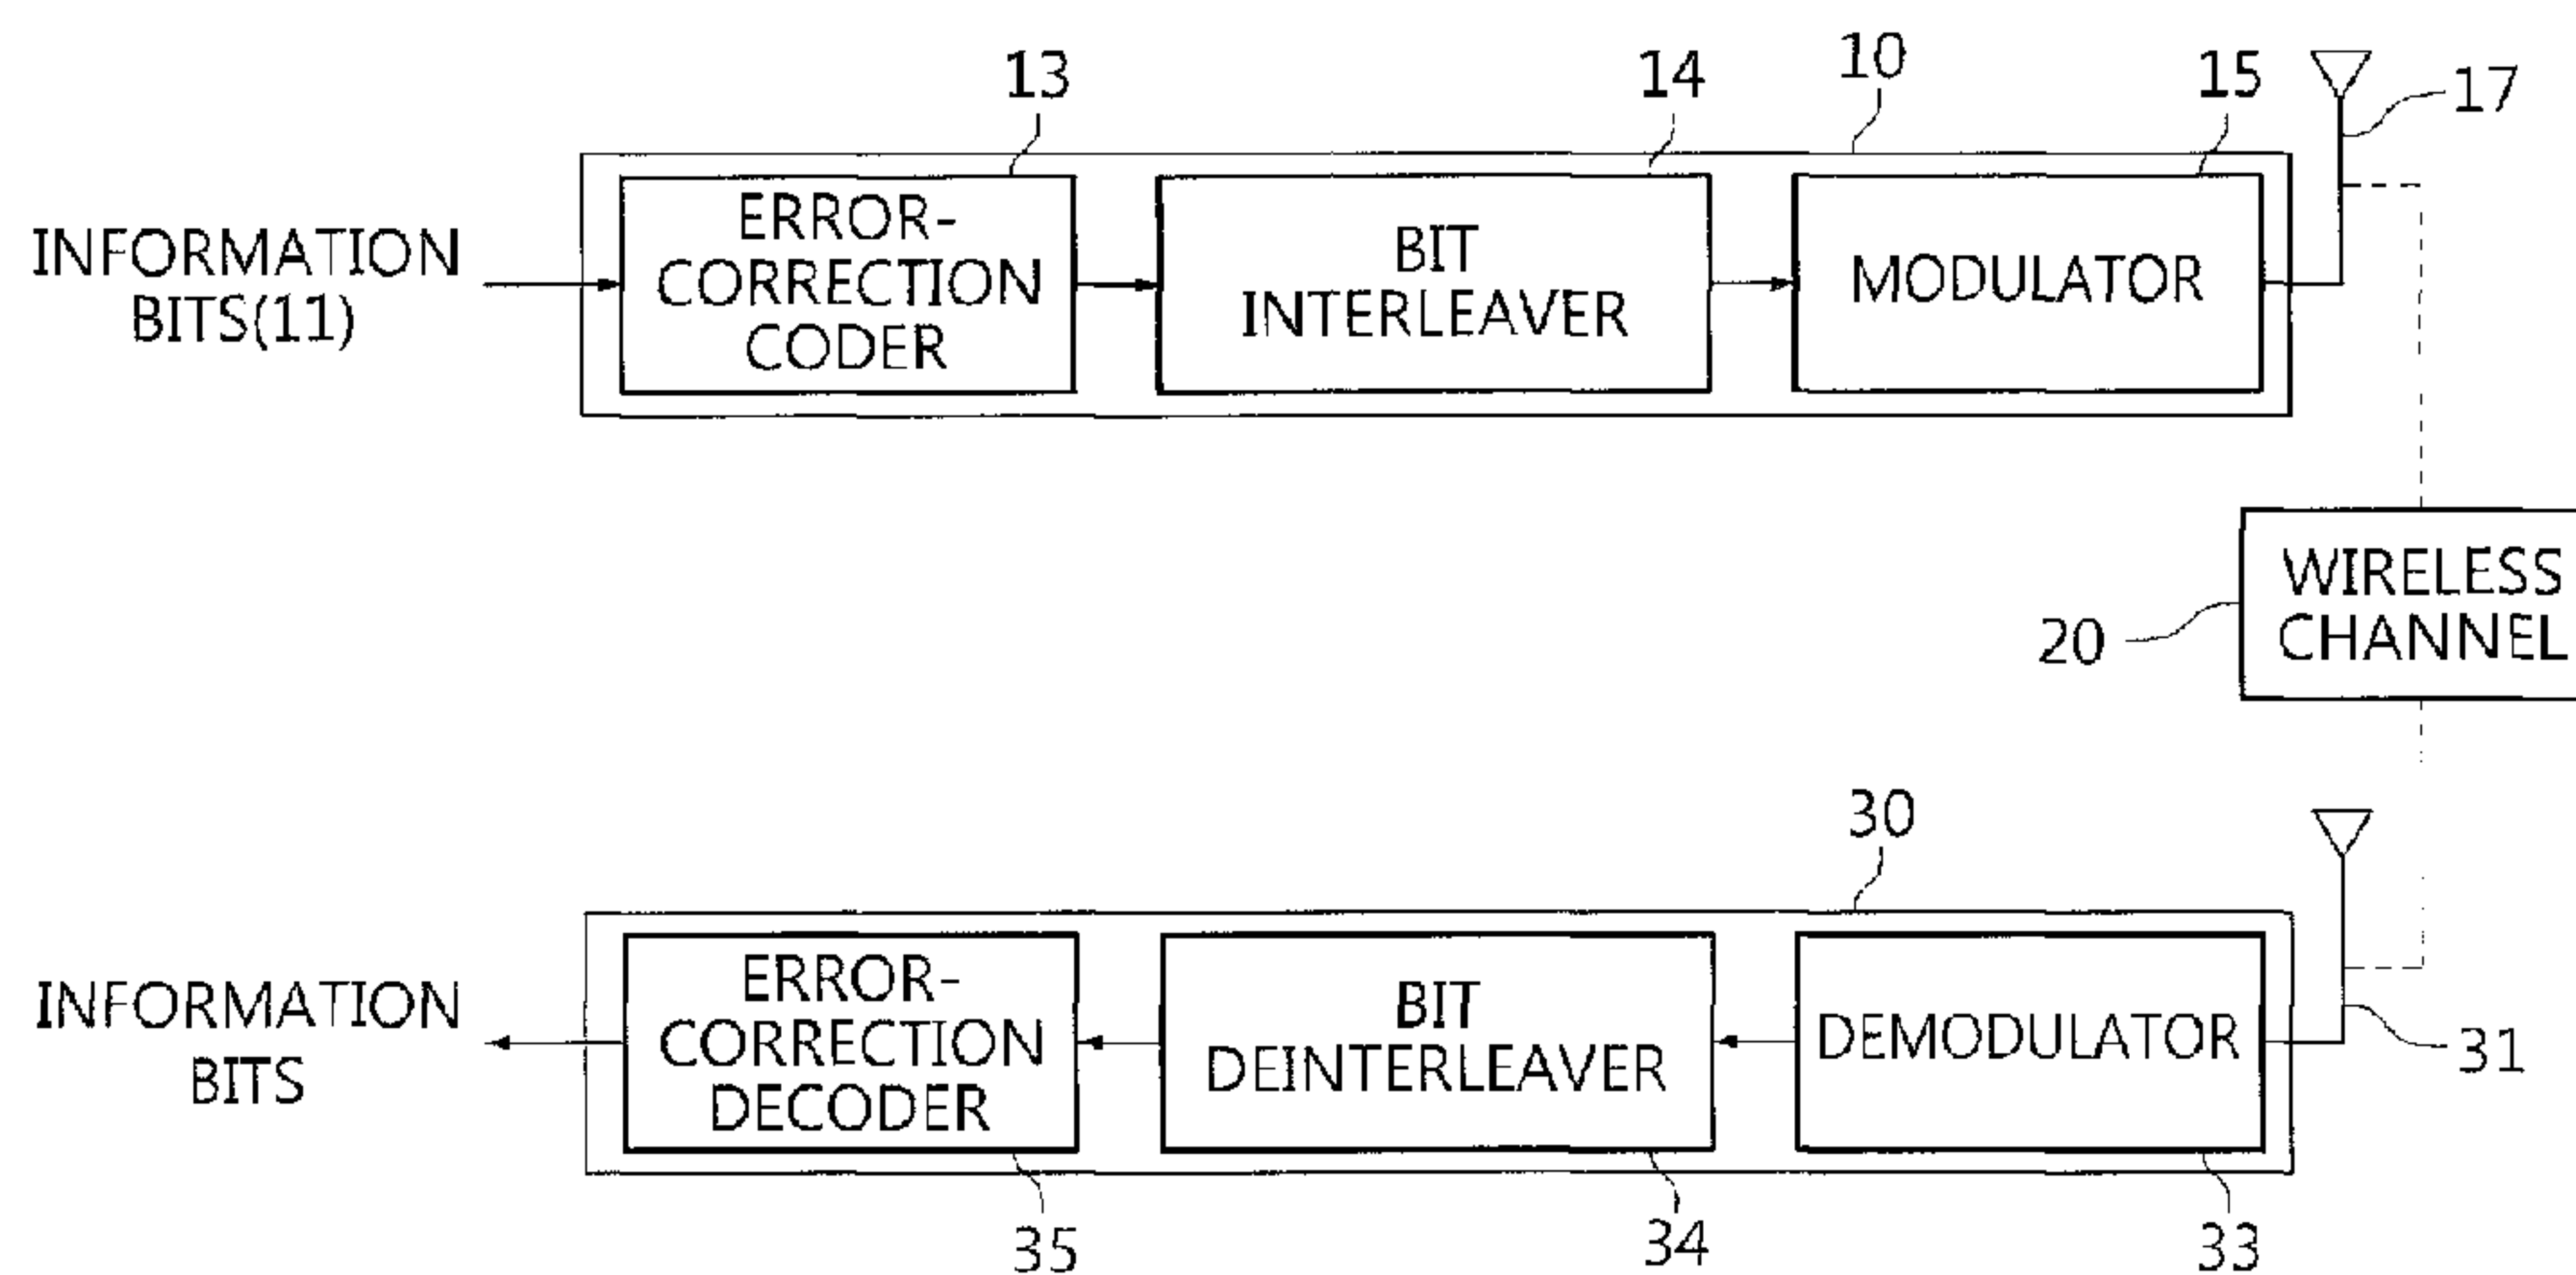 10
13
14
15
17
ERROR-
CORRECTION
CODER
BIT
INTERLEAVER
MODULATOR
INFORMATION
BITS(11)
WIRELESS
CHANNEL
20
30
ERROR-
CORRECTION
DECODER
BIT
DEINTERLEAVER
DEMODULATOR
INFORMATION
BITS
31
35
34
33